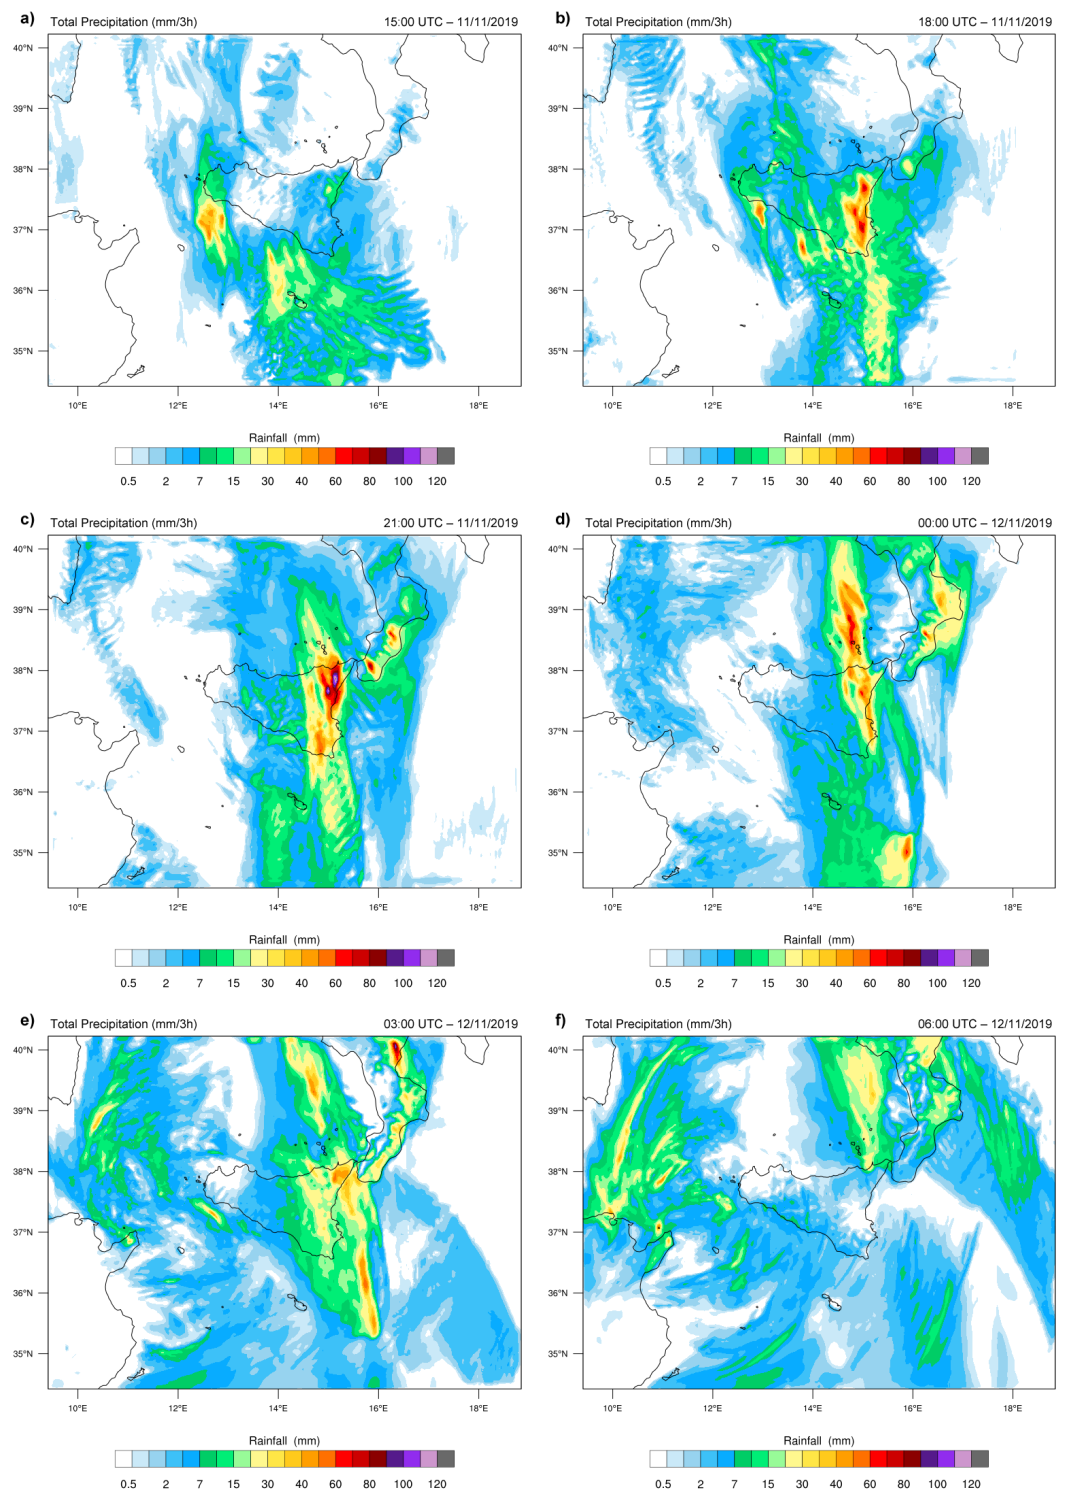 a) Total Precipitation (mm/3h) 15:00 UTC – 11/11/2019
40°N
39°N
38°N
37°N
36°N
35°N
10°E 12°E 14°E 16°E 18°E
Rainfall (mm)
0.5 2 7 15 30 40 60 80 100 120
b) Total Precipitation (mm/3h) 18:00 UTC – 11/11/2019
40°N
39°N
38°N
37°N
36°N
35°N
10°E 12°E 14°E 16°E 18°E
Rainfall (mm)
0.5 2 7 15 30 40 60 80 100 120
c) Total Precipitation (mm/3h) 21:00 UTC – 11/11/2019
40°N
39°N
38°N
37°N
36°N
35°N
10°E 12°E 14°E 16°E 18°E
Rainfall (mm)
0.5 2 7 15 30 40 60 80 100 120
d) Total Precipitation (mm/3h) 00:00 UTC – 12/11/2019
40°N
39°N
38°N
37°N
36°N
35°N
10°E 12°E 14°E 16°E 18°E
Rainfall (mm)
0.5 2 7 15 30 40 60 80 100 120
e) Total Precipitation (mm/3h) 03:00 UTC – 12/11/2019
40°N
39°N
38°N
37°N
36°N
35°N
10°E 12°E 14°E 16°E 18°E
Rainfall (mm)
0.5 2 7 15 30 40 60 80 100 120
f) Total Precipitation (mm/3h) 06:00 UTC – 12/11/2019
40°N
39°N
38°N
37°N
36°N
35°N
10°E 12°E 14°E 16°E 18°E
Rainfall (mm)
0.5 2 7 15 30 40 60 80 100 120